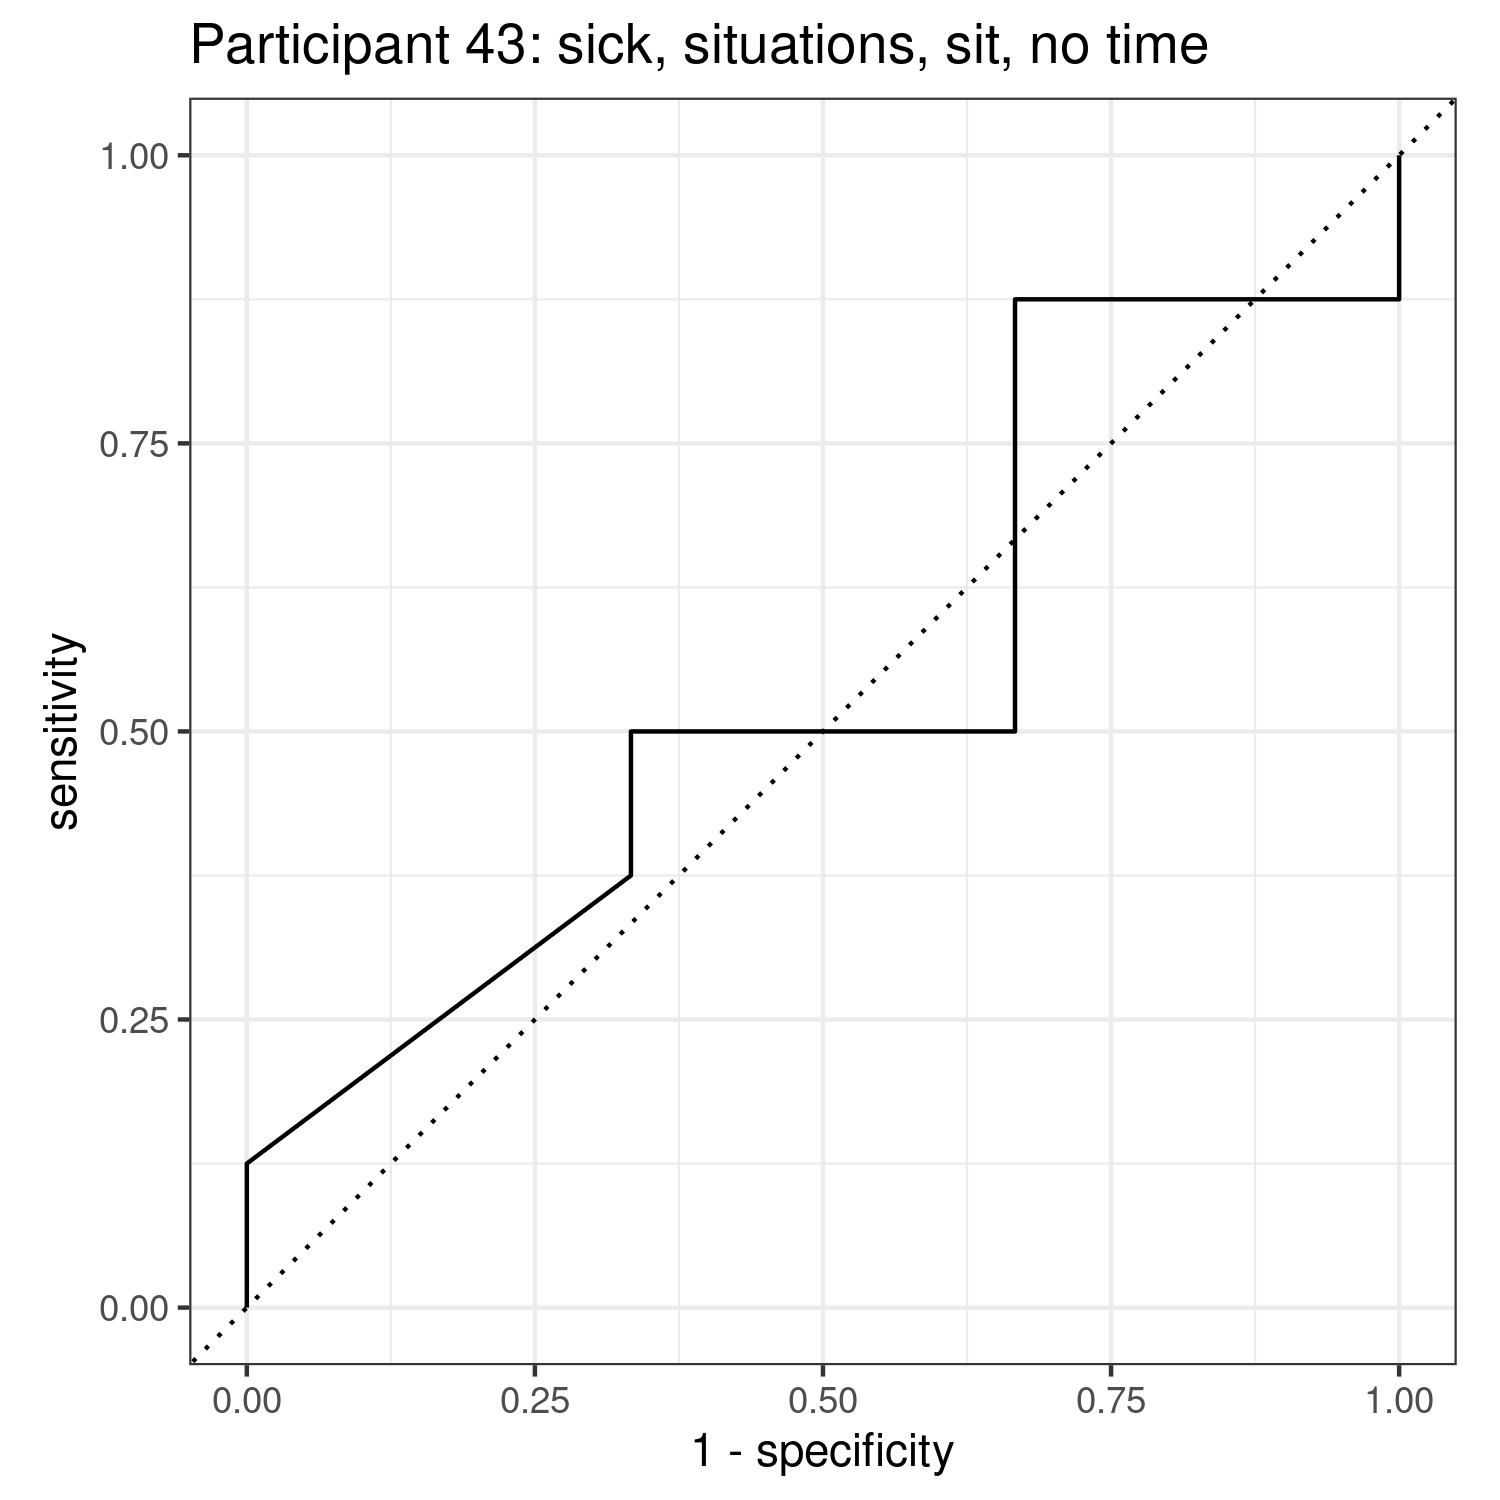 Participant 43: sick, situations, sit, no time
1.00
0.75
0.50
0.25
0.00
sensitivity
0.00 0.25 0.50 0.75 1.00
1 - specificity